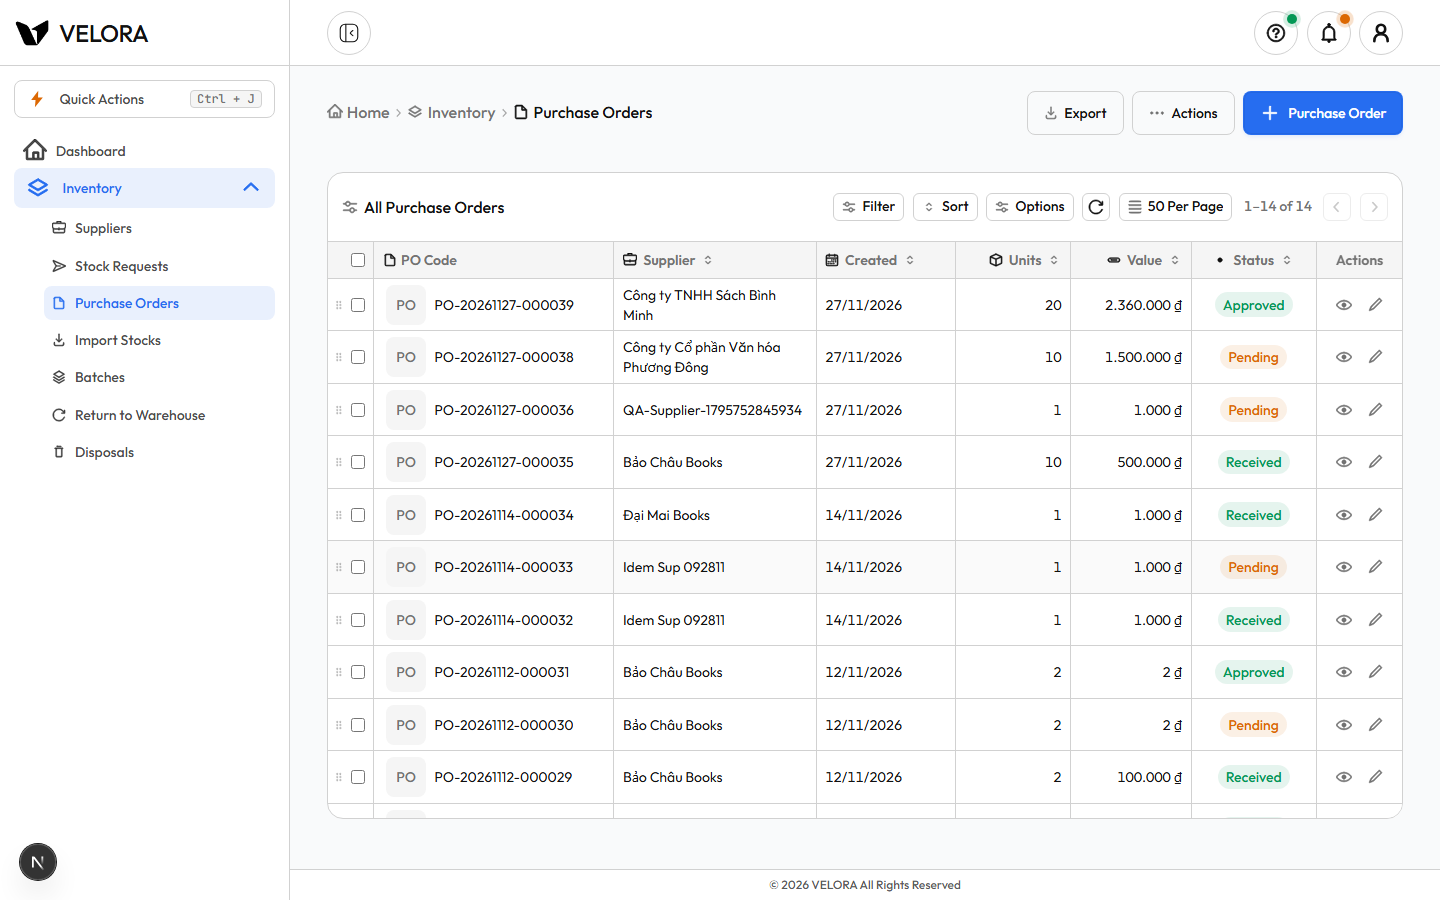 VELORA
Quick Actions Ctrl + J
Dashboard
Inventory
Suppliers
Stock Requests
Purchase Orders
Import Stocks
Batches
Return to Warehouse
Disposals
N
Home > Inventory > Purchase Orders
Export
Actions
Purchase Order
All Purchase Orders
Filter
Sort
Options
50 Per Page
1–14 of 14
PO Code Supplier Created Units Value Status Actions
PO PO-20261127-000039 Công ty TNHH Sách Bình Minh 27/11/2026 20 2.360.000 ₫ Approved
PO PO-20261127-000038 Công ty Cổ phần Văn hóa Phương Đông 27/11/2026 10 1.500.000 ₫ Pending
PO PO-20261127-000036 QA-Supplier-1795752845934 27/11/2026 1 1.000 ₫ Pending
PO PO-20261127-000035 Bảo Châu Books 27/11/2026 10 500.000 ₫ Received
PO PO-20261114-000034 Đại Mai Books 14/11/2026 1 1.000 ₫ Received
PO PO-20261114-000033 Idem Sup 092811 14/11/2026 1 1.000 ₫ Pending
PO PO-20261114-000032 Idem Sup 092811 14/11/2026 1 1.000 ₫ Received
PO PO-20261112-000031 Bảo Châu Books 12/11/2026 2 2 ₫ Approved
PO PO-20261112-000030 Bảo Châu Books 12/11/2026 2 2 ₫ Pending
PO PO-20261112-000029 Bảo Châu Books 12/11/2026 2 100.000 ₫ Received
© 2026 VELORA All Rights Reserved